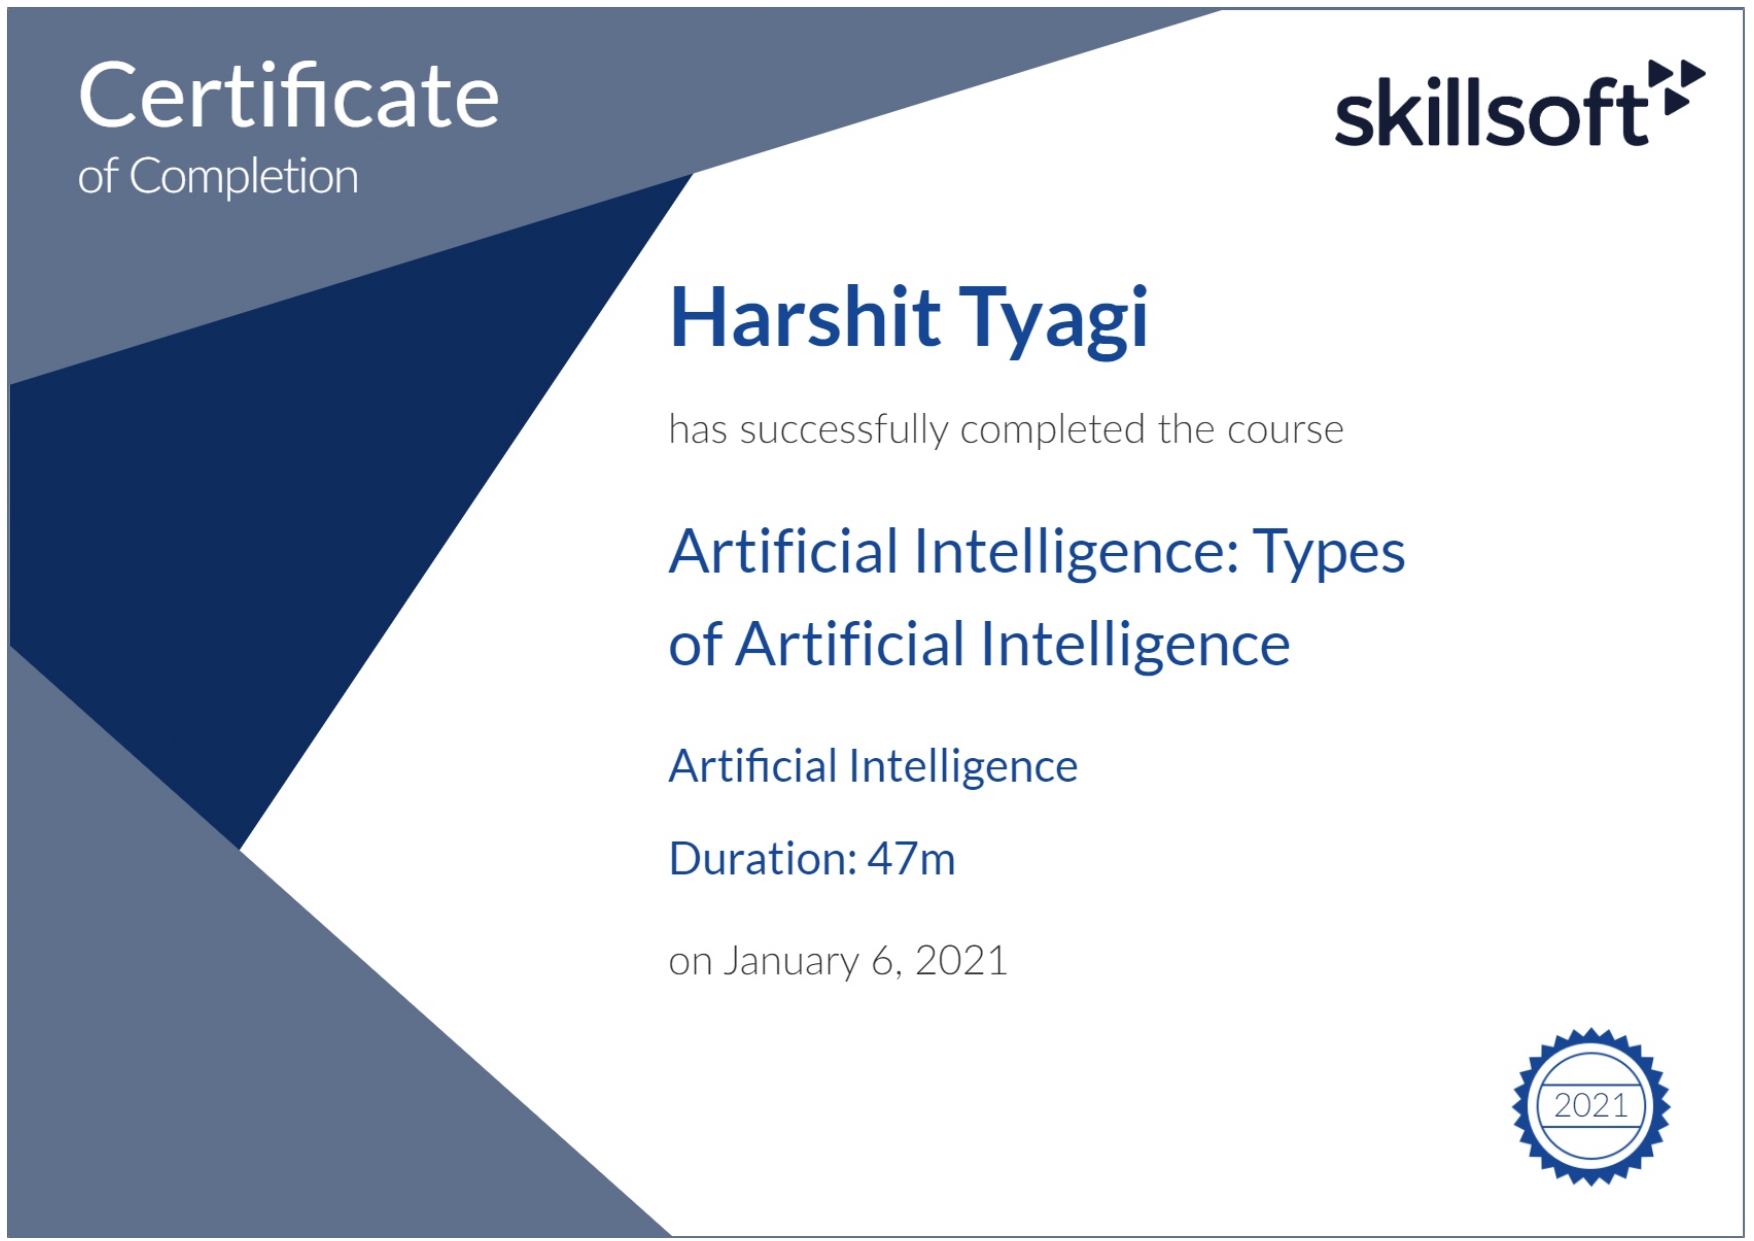 Certificate
of Completion
skillsoft
Harshit Tyagi
has successfully completed the course
Artificial Intelligence: Types
of Artificial Intelligence
Artificial Intelligence
Duration: 47m
on January 6, 2021
2021